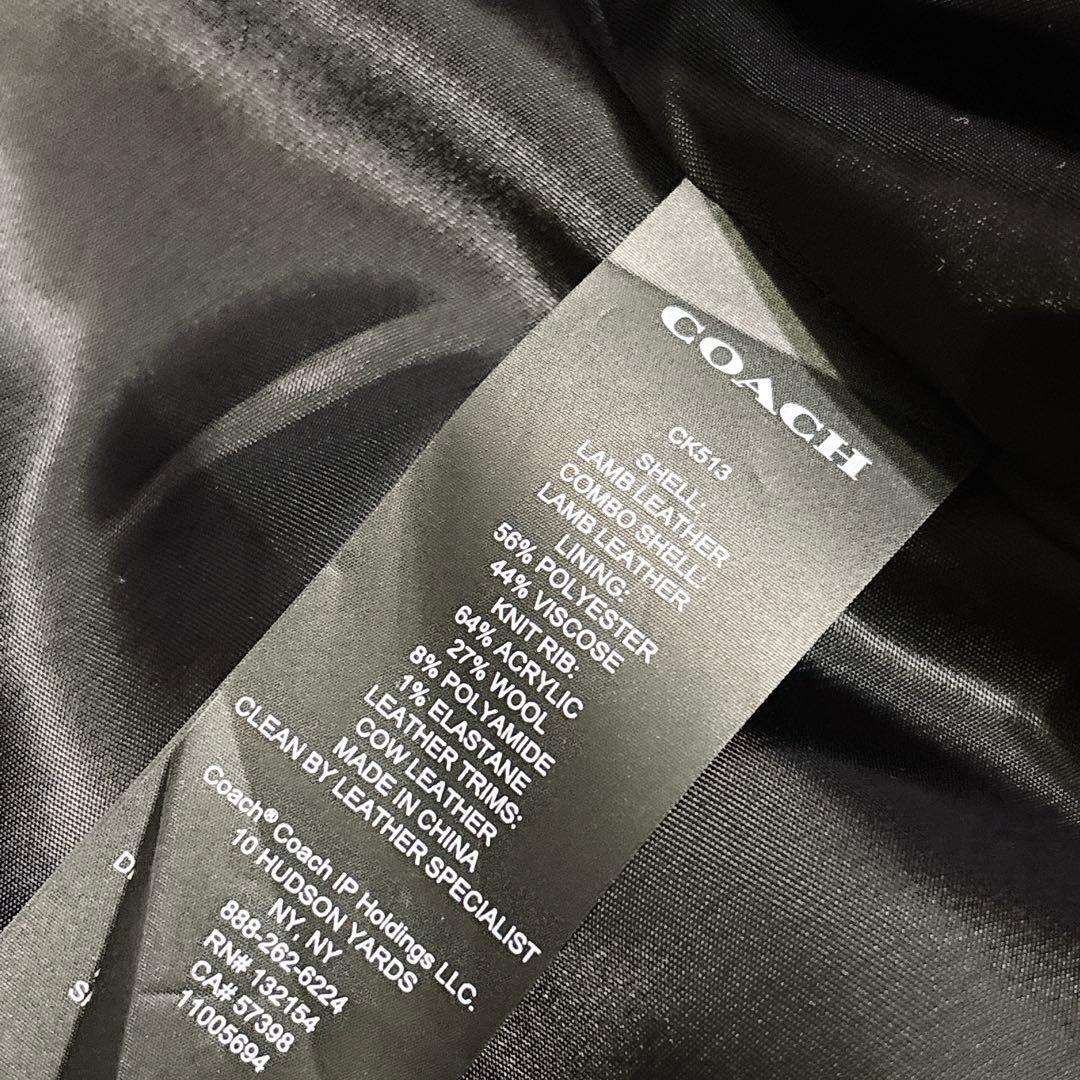 COACH
CK513
SHELL:
LAMB LEATHER
COMBO SHELL:
LAMB LEATHER
LINING:
56% POLYESTER
44% VISCOSE
KNIT RIB:
64% ACRYLIC
27% WOOL
8% POLYAMIDE
1% ELASTANE
LEATHER TRIMS:
COW LEATHER
MADE IN CHINA
CLEAN BY LEATHER SPECIALIST
Coach®Coach IP Holdings LLC.
10 HUDSON YARDS
NY, NY
888-262-6224
RN# 132154
CA# 57398
11005694